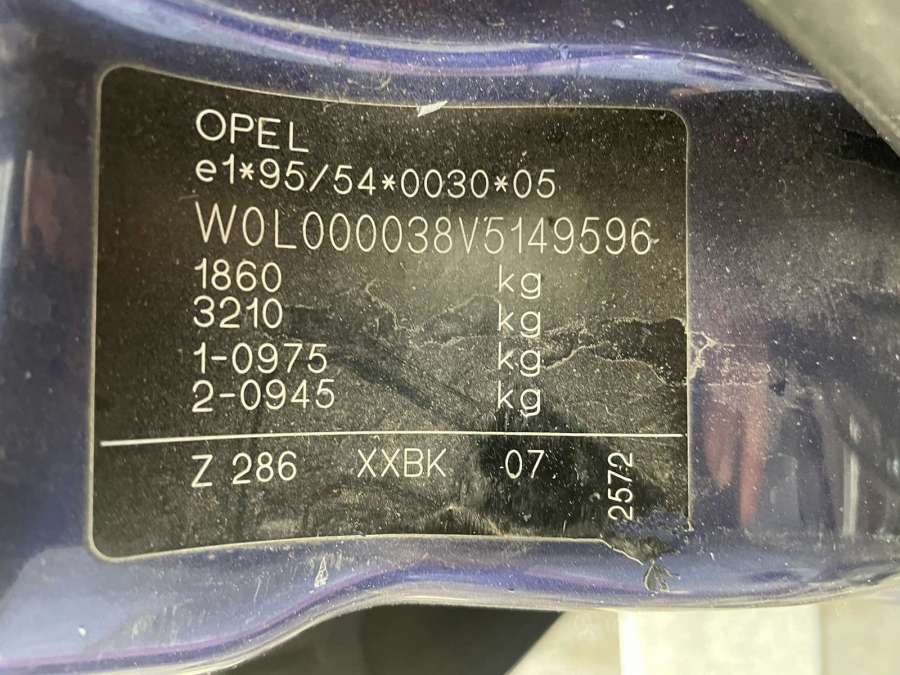 OPEL
e1*95/54*0030*05
W0L000038V5149596
1860 kg
3210 kg
1-0975 kg
2-0945 kg
Z 286 XXBK 07
2572